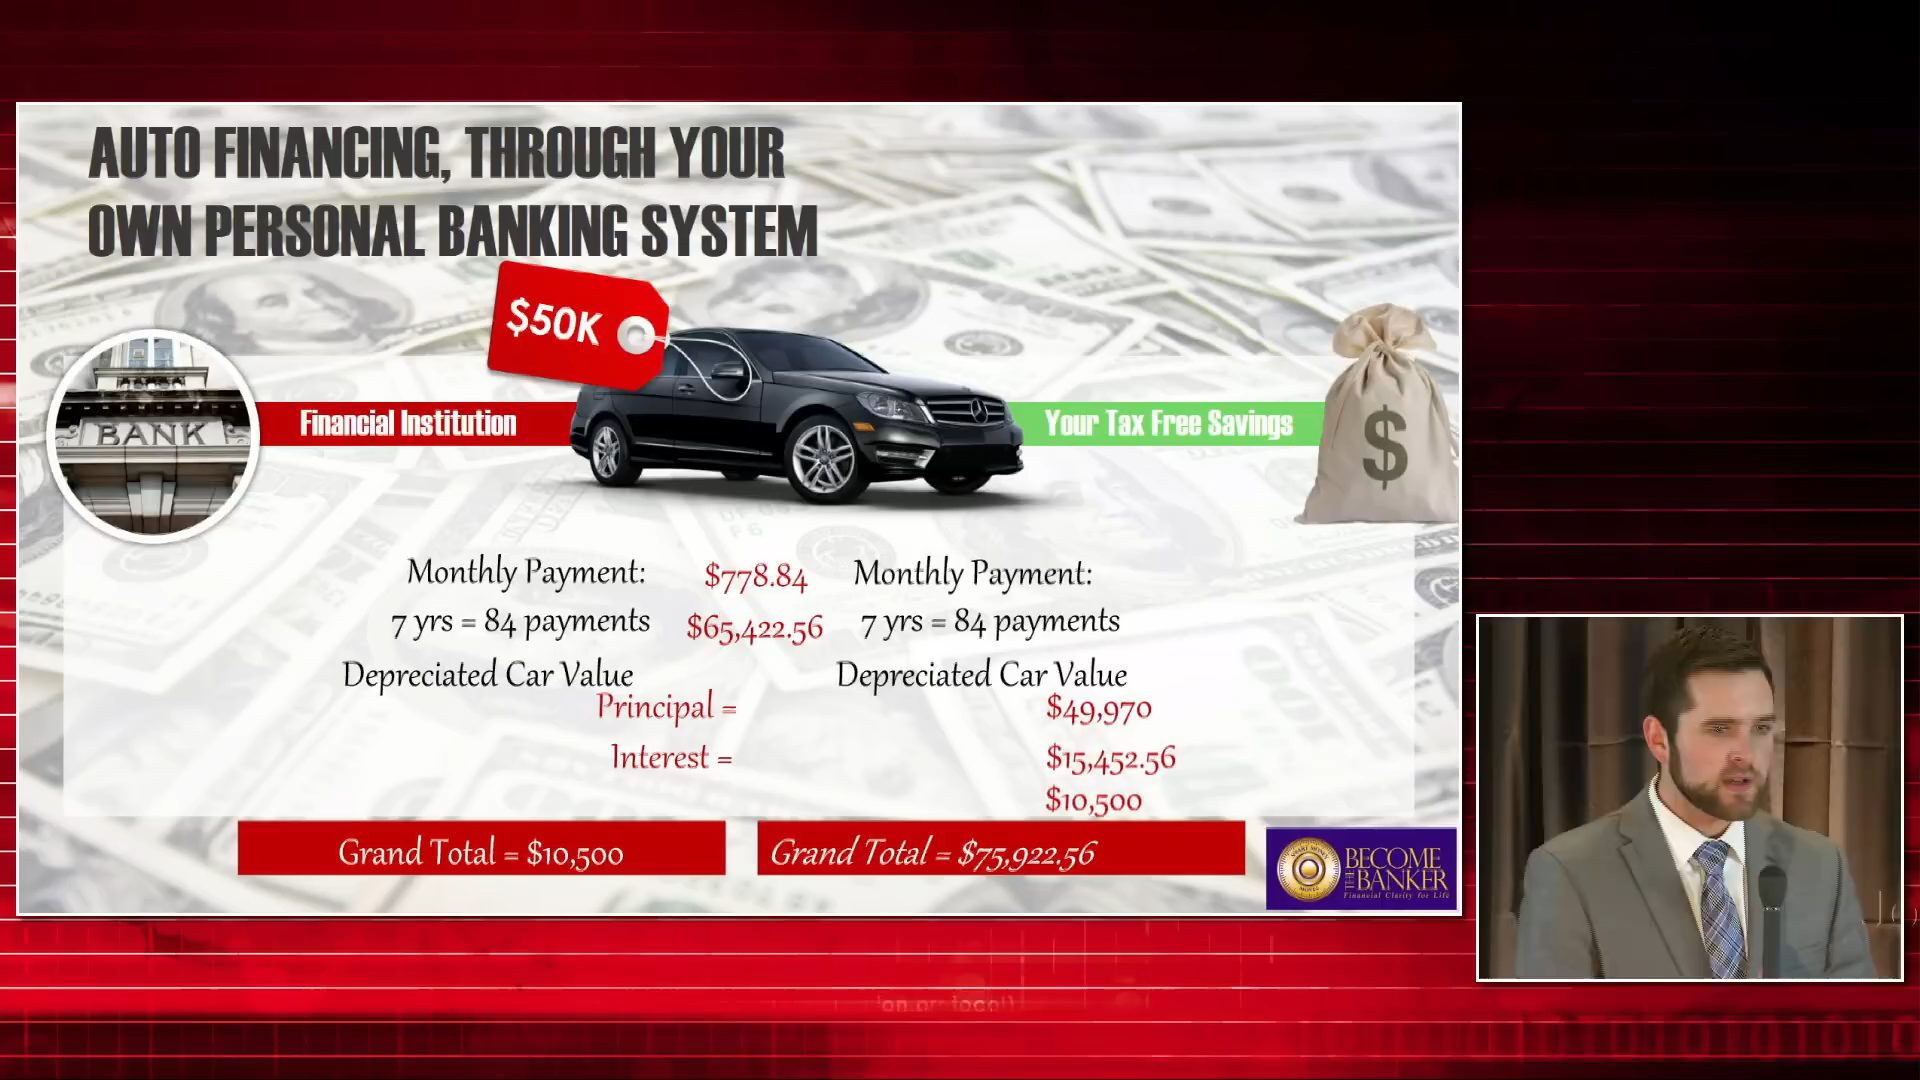 AUTO FINANCING, THROUGH YOUR
OWN PERSONAL BANKING SYSTEM
$50K
BANK
Financial Institution
Your Tax Free Savings
$
Monthly Payment: $778.84 Monthly Payment:
7 yrs = 84 payments $65,422.56 7 yrs = 84 payments
Depreciated Car Value Depreciated Car Value
Principal = $49,970
Interest = $15,452.56
$10,500
Grand Total = $10,500 Grand Total = $75,922.56
BECOME
THE BANKER
Financial Clarity for Life